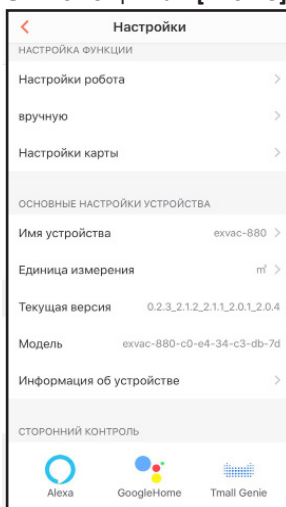 Настройки
НАСТРОЙКА ФУНКЦИИ
Настройки робота
вручную
Настройки карты
ОСНОВНЫЕ НАСТРОЙКИ УСТРОЙСТВА
Имя устройства exvac-880
Единица измерения ㎡
Текущая версия 0.2.3_2.1.2_2.1.1_2.0.1_2.0.4
Модель exvac-880-c0-e4-34-c3-db-7d
Информация об устройстве
СТОРОННИЙ КОНТРОЛЬ
Alexa GoogleHome Tmall Genie